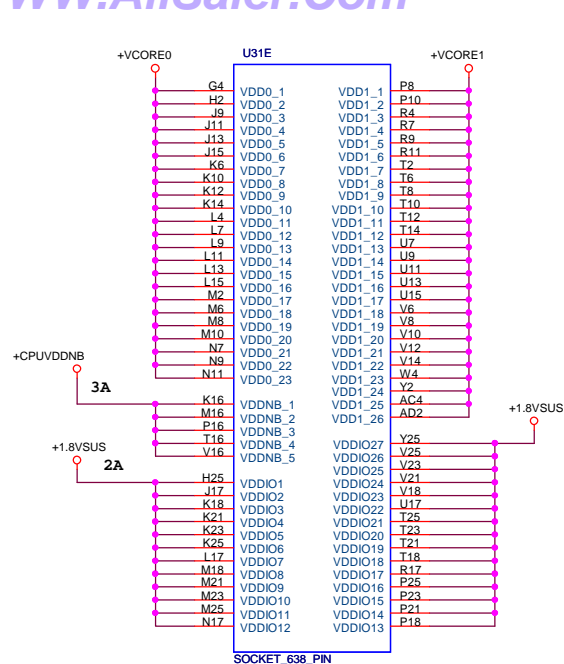 WWW.AliSaler.Com
U31E
+VCORE0 +VCORE1
G4 VDD0_1 VDD1_1 P8
H2 VDD0_2 VDD1_2 P10
J9 VDD0_3 VDD1_3 R4
J11 VDD0_4 VDD1_4 R7
J13 VDD0_5 VDD1_5 R9
J15 VDD0_6 VDD1_6 R11
K6 VDD0_7 VDD1_7 T2
K10 VDD0_8 VDD1_8 T6
K12 VDD0_9 VDD1_9 T8
K14 VDD0_10 VDD1_10 T10
L4 VDD0_11 VDD1_11 T12
L7 VDD0_12 VDD1_12 T14
L9 VDD0_13 VDD1_13 U7
L11 VDD0_14 VDD1_14 U9
L13 VDD0_15 VDD1_15 U11
L15 VDD0_16 VDD1_16 U13
M2 VDD0_17 VDD1_17 U15
M6 VDD0_18 VDD1_18 V6
M8 VDD0_19 VDD1_19 V8
M10 VDD0_20 VDD1_20 V10
N7 VDD0_21 VDD1_21 V12
N9 VDD0_22 VDD1_22 V14
N11 VDD0_23 VDD1_23 W4
VDD1_24 Y2
+CPUVDDNB
3A
K16 VDDNB_1 VDD1_25 AC4
M16 VDDNB_2 VDD1_26 AD2
P16 VDDNB_3
T16 VDDNB_4 VDDIO27 Y25
V16 VDDNB_5 VDDIO26 V25
+1.8VSUS
VDDIO25 V23
+1.8VSUS
2A
H25 VDDIO1 VDDIO24 V21
J17 VDDIO2 VDDIO23 V18
K18 VDDIO3 VDDIO22 U17
K21 VDDIO4 VDDIO21 T25
K23 VDDIO5 VDDIO20 T23
K25 VDDIO6 VDDIO19 T21
L17 VDDIO7 VDDIO18 T18
M18 VDDIO8 VDDIO17 R17
M21 VDDIO9 VDDIO16 P25
M23 VDDIO10 VDDIO15 P23
M25 VDDIO11 VDDIO14 P21
N17 VDDIO12 VDDIO13 P18
SOCKET_638_PIN